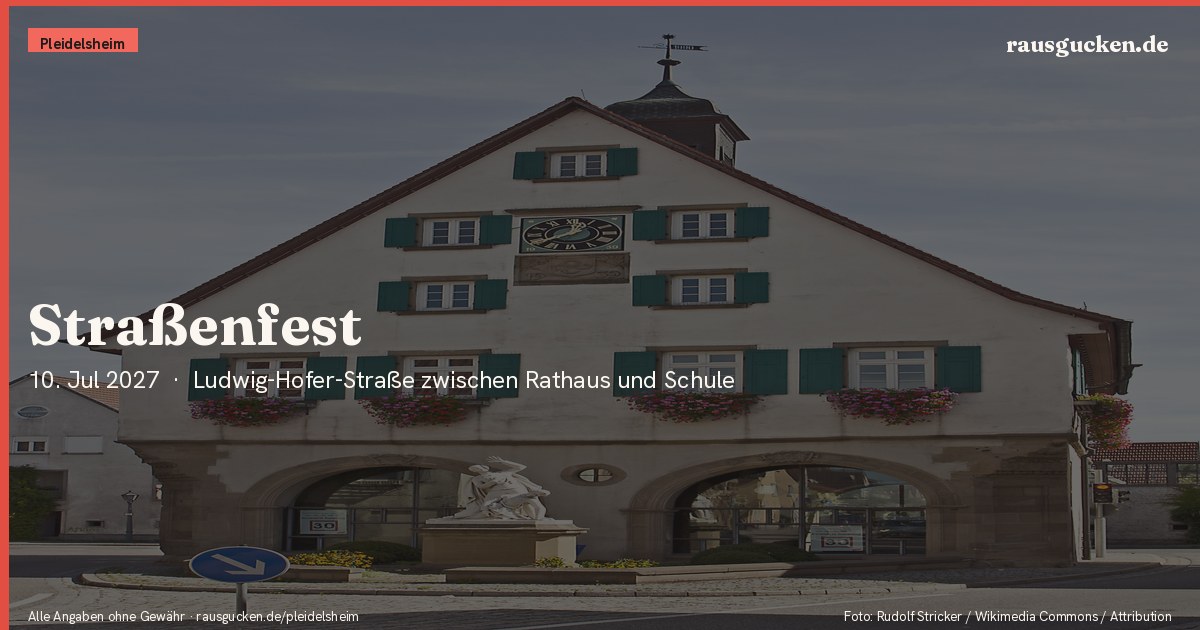 Pleidelsheim
rausgucken.de
Straßenfest
10. Jul 2027 · Ludwig-Hofer-Straße zwischen Rathaus und Schule
30
Alle Angaben ohne Gewähr · rausgucken.de/pleidelsheim
Foto: Rudolf Stricker / Wikimedia Commons / Attribution